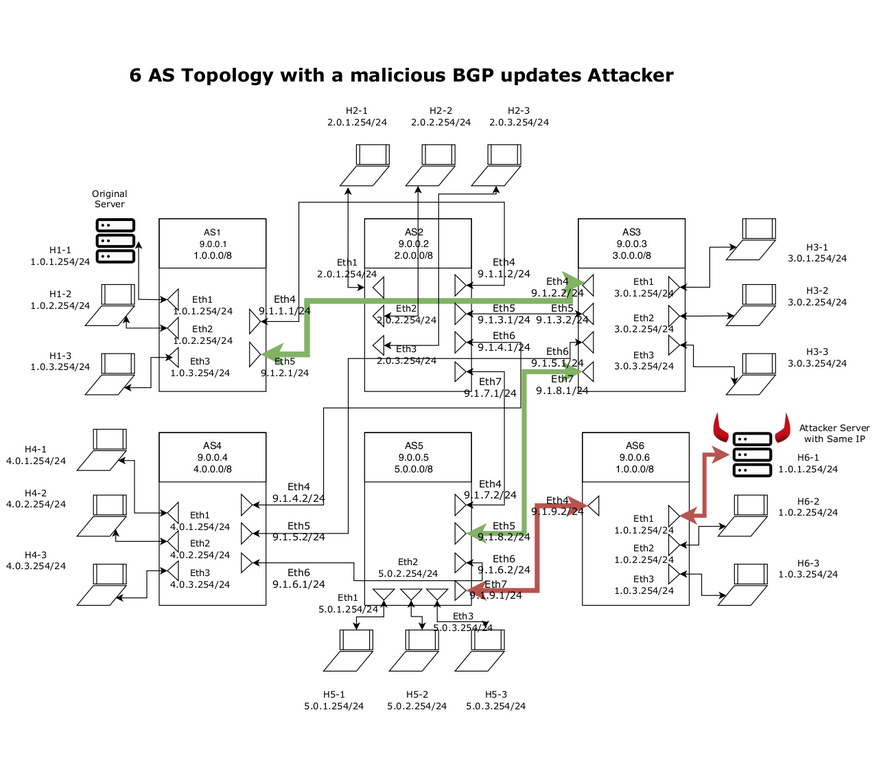 6 AS Topology with a malicious BGP updates Attacker
H2-1
2.0.1.254/24
H2-2
2.0.2.254/24
H2-3
2.0.3.254/24
Original
Server
H1-1
1.0.1.254/24
H1-2
1.0.2.254/24
H1-3
1.0.3.254/24
AS1
9.0.0.1
1.0.0.0/8
Eth1
1.0.1.254/24
Eth2
1.0.2.254/24
Eth3
1.0.3.254/24
Eth4
9.1.1.1/24
Eth5
9.1.2.1/24
AS2
9.0.0.2
2.0.0.0/8
Eth1
2.0.1.254/24
Eth2
2.0.2.254/24
Eth3
2.0.3.254/24
Eth4
9.1.1.2/24
Eth5
9.1.3.1/24
Eth6
9.1.4.1/24
Eth7
9.1.7.1/24
AS3
9.0.0.3
3.0.0.0/8
Eth4
9.1.2.2/24
Eth5
9.1.3.2/24
Eth6
9.1.5.1/24
Eth7
9.1.8.1/24
Eth1
3.0.1.254/24
Eth2
3.0.2.254/24
Eth3
3.0.3.254/24
H3-1
3.0.1.254/24
H3-2
3.0.2.254/24
H3-3
3.0.3.254/24
H4-1
4.0.1.254/24
H4-2
4.0.2.254/24
H4-3
4.0.3.254/24
AS4
9.0.0.4
4.0.0.0/8
Eth1
4.0.1.254/24
Eth2
4.0.2.254/24
Eth3
4.0.3.254/24
Eth4
9.1.4.2/24
Eth5
9.1.5.2/24
Eth6
9.1.6.1/24
AS5
9.0.0.5
5.0.0.0/8
Eth4
9.1.7.2/24
Eth5
9.1.8.2/24
Eth6
9.1.6.2/24
Eth7
9.1.9.1/24
Eth2
5.0.2.254/24
Eth1
5.0.1.254/24
Eth3
5.0.3.254/24
H5-1
5.0.1.254/24
H5-2
5.0.2.254/24
H5-3
5.0.3.254/24
AS6
9.0.0.6
1.0.0.0/8
Eth4
9.1.9.2/24
Eth1
1.0.1.254/24
Eth2
1.0.2.254/24
Eth3
1.0.3.254/24
Attacker Server
with Same IP
H6-1
1.0.1.254/24
H6-2
1.0.2.254/24
H6-3
1.0.3.254/24